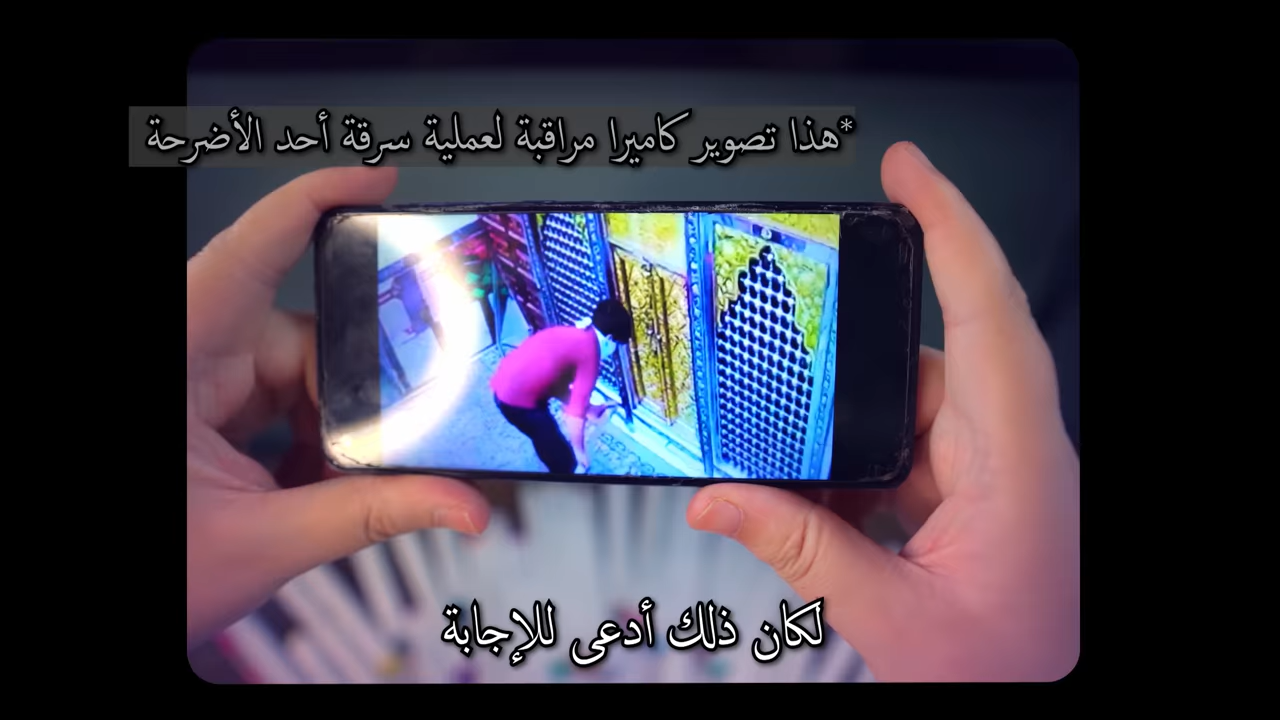 *هذا تصوير كاميرا مراقبة لعملية سرقة أحد الأضرحة
لكان ذلك أدعى للإجابة